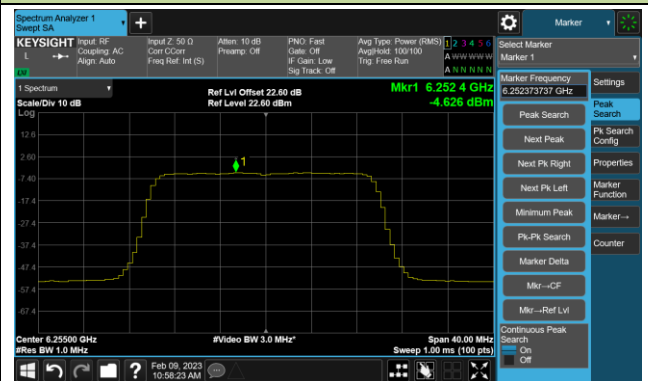 Spectrum Analyzer 1
Swept SA
Marker
KEYSIGHT
L
LXI
Input: RF
Coupling: AC
Align: Auto
Input Z: 50 Ω
Corr CCorr
Freq Ref: Int (S)
Atten: 10 dB
Preamp: Off
PNO: Fast
Gate: Off
IF Gain: Low
Sig Track: Off
Avg Type: Power (RMS)
Avg|Hold: 100/100
Trig: Free Run
1 2 3 4 5 6
A W W W W W
A N N N N N
Select Marker
Marker 1
1 Spectrum
Scale/Div 10 dB
Log
Ref Lvl Offset 22.60 dB
Ref Level 22.60 dBm
Mkr1 6.252 4 GHz
-4.626 dBm
12.6
2.60
-7.40
-17.4
-27.4
-37.4
-47.4
-57.4
-67.4
1
Center 6.25500 GHz
#Res BW 1.0 MHz
#Video BW 3.0 MHz*
Span 40.00 MHz
Sweep 1.00 ms (100 pts)
Marker Frequency
6.252373737 GHz
Peak Search
Next Peak
Next Pk Right
Next Pk Left
Minimum Peak
Pk-Pk Search
Marker Delta
Mkr→CF
Mkr→Ref Lvl
Continuous Peak
Search
On
Off
Settings
Peak
Search
Pk Search
Config
Properties
Marker
Function
Marker→
Counter
?
Feb 09, 2023
10:58:23 AM